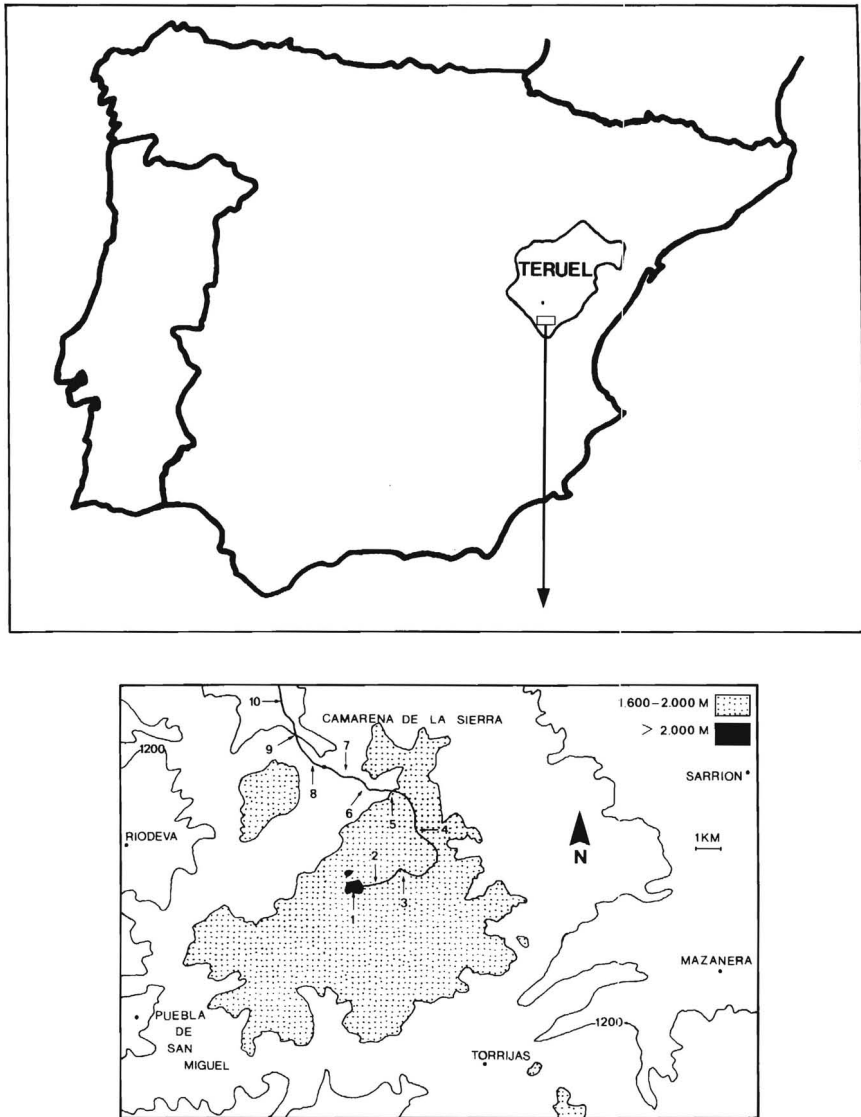 TERUEL
1.600-2.000 M
> 2.000 M
10
CAMARENA DE LA SIERRA
1200
9
7
SARRION
8
6
5
4
RIODEVA
1KM
N
2
1
3
MAZANERA
PUEBLA
DE
SAN
MIGUEL
1200
TORRIJAS